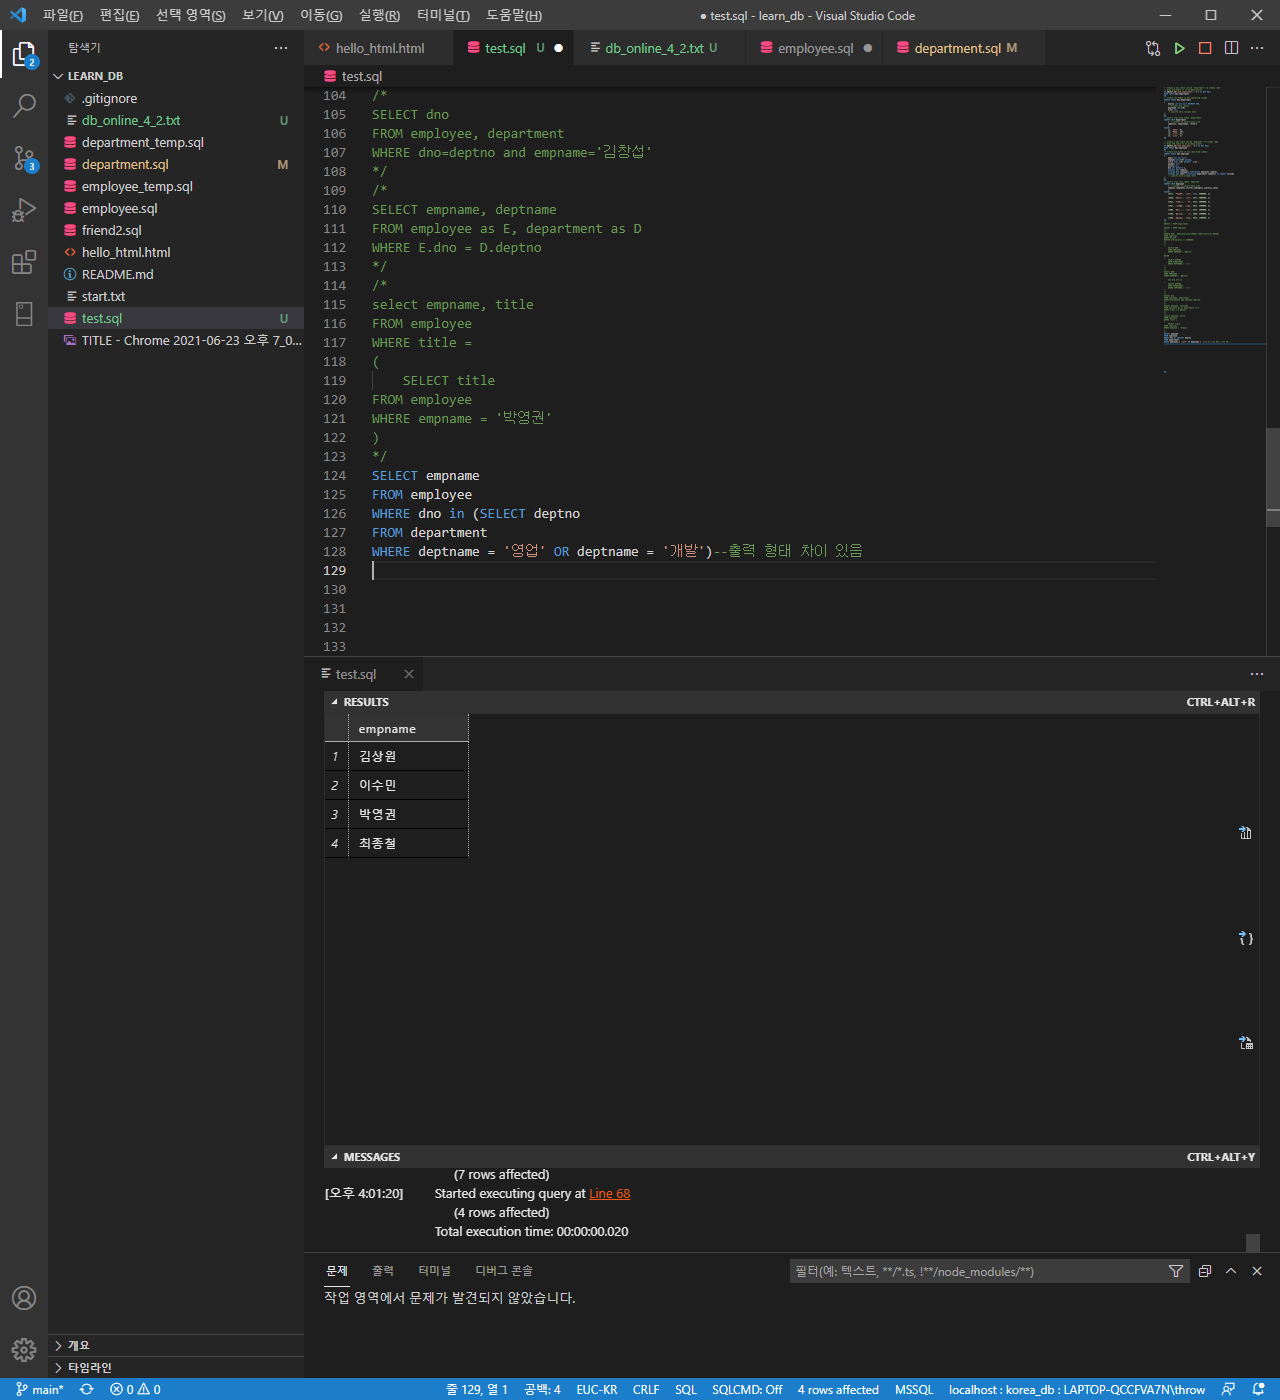 파일(F) 편집(E) 선택 영역(S) 보기(V) 이동(G) 실행(R) 터미널(T) 도움말(H) ● test.sql - learn_db - Visual Studio Code
탐색기
LEARN_DB
.gitignore
db_online_4_2.txt U
department_temp.sql
department.sql M
employee_temp.sql
employee.sql
friend2.sql
hello_html.html
README.md
start.txt
test.sql U
TITLE - Chrome 2021-06-23 오후 7_0...
2
3
개요
타임라인
hello_html.html test.sql U db_online_4_2.txt U employee.sql department.sql M
test.sql
104 /*
105 SELECT dno
106 FROM employee, department
107 WHERE dno=deptno and empname='김창섭'
108 */
109 /*
110 SELECT empname, deptname
111 FROM employee as E, department as D
112 WHERE E.dno = D.deptno
113 */
114 /*
115 select empname, title
116 FROM employee
117 WHERE title =
118 (
119 SELECT title
120 FROM employee
121 WHERE empname = '박영권'
122 )
123 */
124 SELECT empname
125 FROM employee
126 WHERE dno in (SELECT deptno
127 FROM department
128 WHERE deptname = '영업' OR deptname = '개발')--출력 형태 차이 있음
129
130
131
132
133
test.sql
RESULTS CTRL+ALT+R
empname
1 김상원
2 이수민
3 박영권
4 최종철
MESSAGES CTRL+ALT+Y
(7 rows affected)
[오후 4:01:20] Started executing query at Line 68
(4 rows affected)
Total execution time: 00:00:00.020
문제 출력 터미널 디버그 콘솔 필터(예: 텍스트, **/*.ts, !**/node_modules/**)
작업 영역에서 문제가 발견되지 않았습니다.
main* 0 0 줄 129, 열 1 공백: 4 EUC-KR CRLF SQL SQLCMD: Off 4 rows affected MSSQL localhost : korea_db : LAPTOP-QCCFVA7N\throw